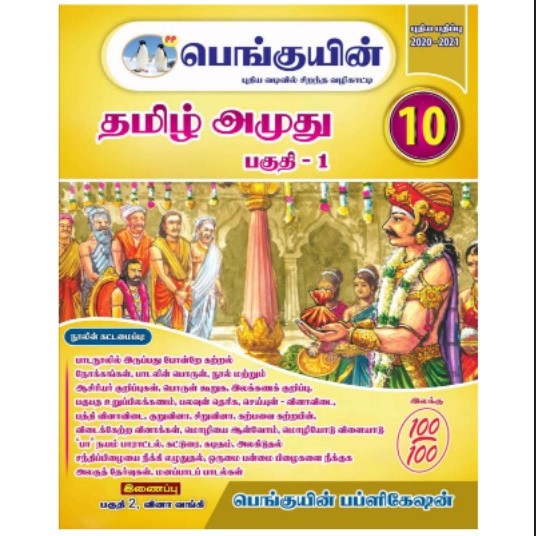 PP
பெங்குயின்
புதிய வடிவில் சிறந்த வழிகாட்டி
புதிய பதிப்பு
2020-2021
தமிழ் அமுது
பகுதி - 1
10
நூலின் கட்டமைப்பு
பாடநூலில் இருப்பது போன்றே கற்றல்
நோக்கங்கள், பாடலின் பொருள், நூல் மற்றும்
ஆசிரியர் குறிப்புகள், பொருள் கூறுக, இலக்கணக் குறிப்பு,
பகுபத உறுப்பிலக்கணம், பலவுள் தெரிக, செய்யுள் - வினாவிடை,
பத்தி வினாவிடை, குறுவினா, சிறுவினா, கற்பவை கற்றபின்,
விடைக்கேற்ற வினாக்கள், மொழியை ஆள்வோம், மொழியோடு விளையாடு
'பா' நயம் பாராட்டல், கட்டுரை, கடிதம், அலகிடுதல்
சந்திப்பிழையை நீக்கி எழுதுதல், ஒருமை பன்மை பிழைகளை நீக்குக
அலகுத் தேர்வுகள், மனப்பாடப் பாடல்கள்
இலக்கு
100
100
இணைப்பு
பகுதி 2, வினா வங்கி
பெங்குயின் பப்ளிகேஷன்